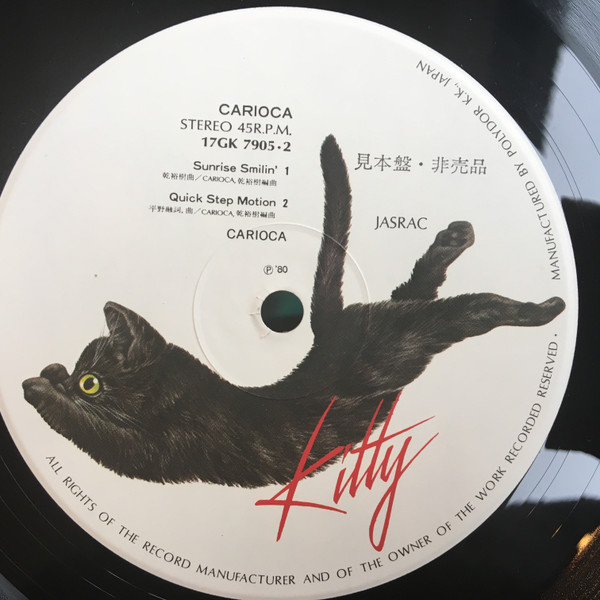 CARIOCA
STEREO 45R.P.M.
17GK 7905・2
Sunrise Smilin' 1
乾裕樹曲／CARIOCA, 乾裕樹編曲
Quick Step Motion 2
平野融詞, 曲／CARIOCA, 乾裕樹編曲
CARIOCA
見本盤・非売品
JASRAC
Ⓟ '80
Kitty
ALL RIGHTS OF THE RECORD MANUFACTURER AND OF THE OWNER OF THE WORK RECORDED RESERVED・ MANUFACTURED BY POLYDOR K.K., JAPAN